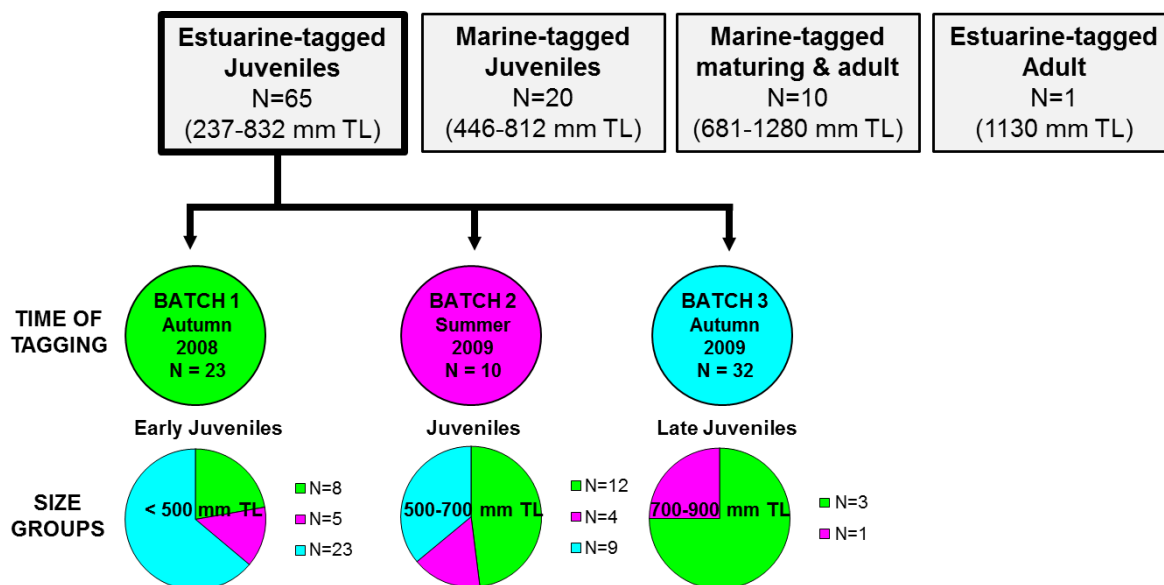 Estuarine-tagged
Juveniles
N=65
(237-832 mm TL)
Marine-tagged
Juveniles
N=20
(446-812 mm TL)
Marine-tagged
maturing & adult
N=10
(681-1280 mm TL)
Estuarine-tagged
Adult
N=1
(1130 mm TL)
TIME OF
TAGGING
BATCH 1
Autumn
2008
N = 23
BATCH 2
Summer
2009
N = 10
BATCH 3
Autumn
2009
N = 32
SIZE
GROUPS
Early Juveniles
< 500 mm TL
N=8
N=5
N=23
Juveniles
500-700 mm TL
N=12
N=4
N=9
Late Juveniles
700-900 mm TL
N=3
N=1